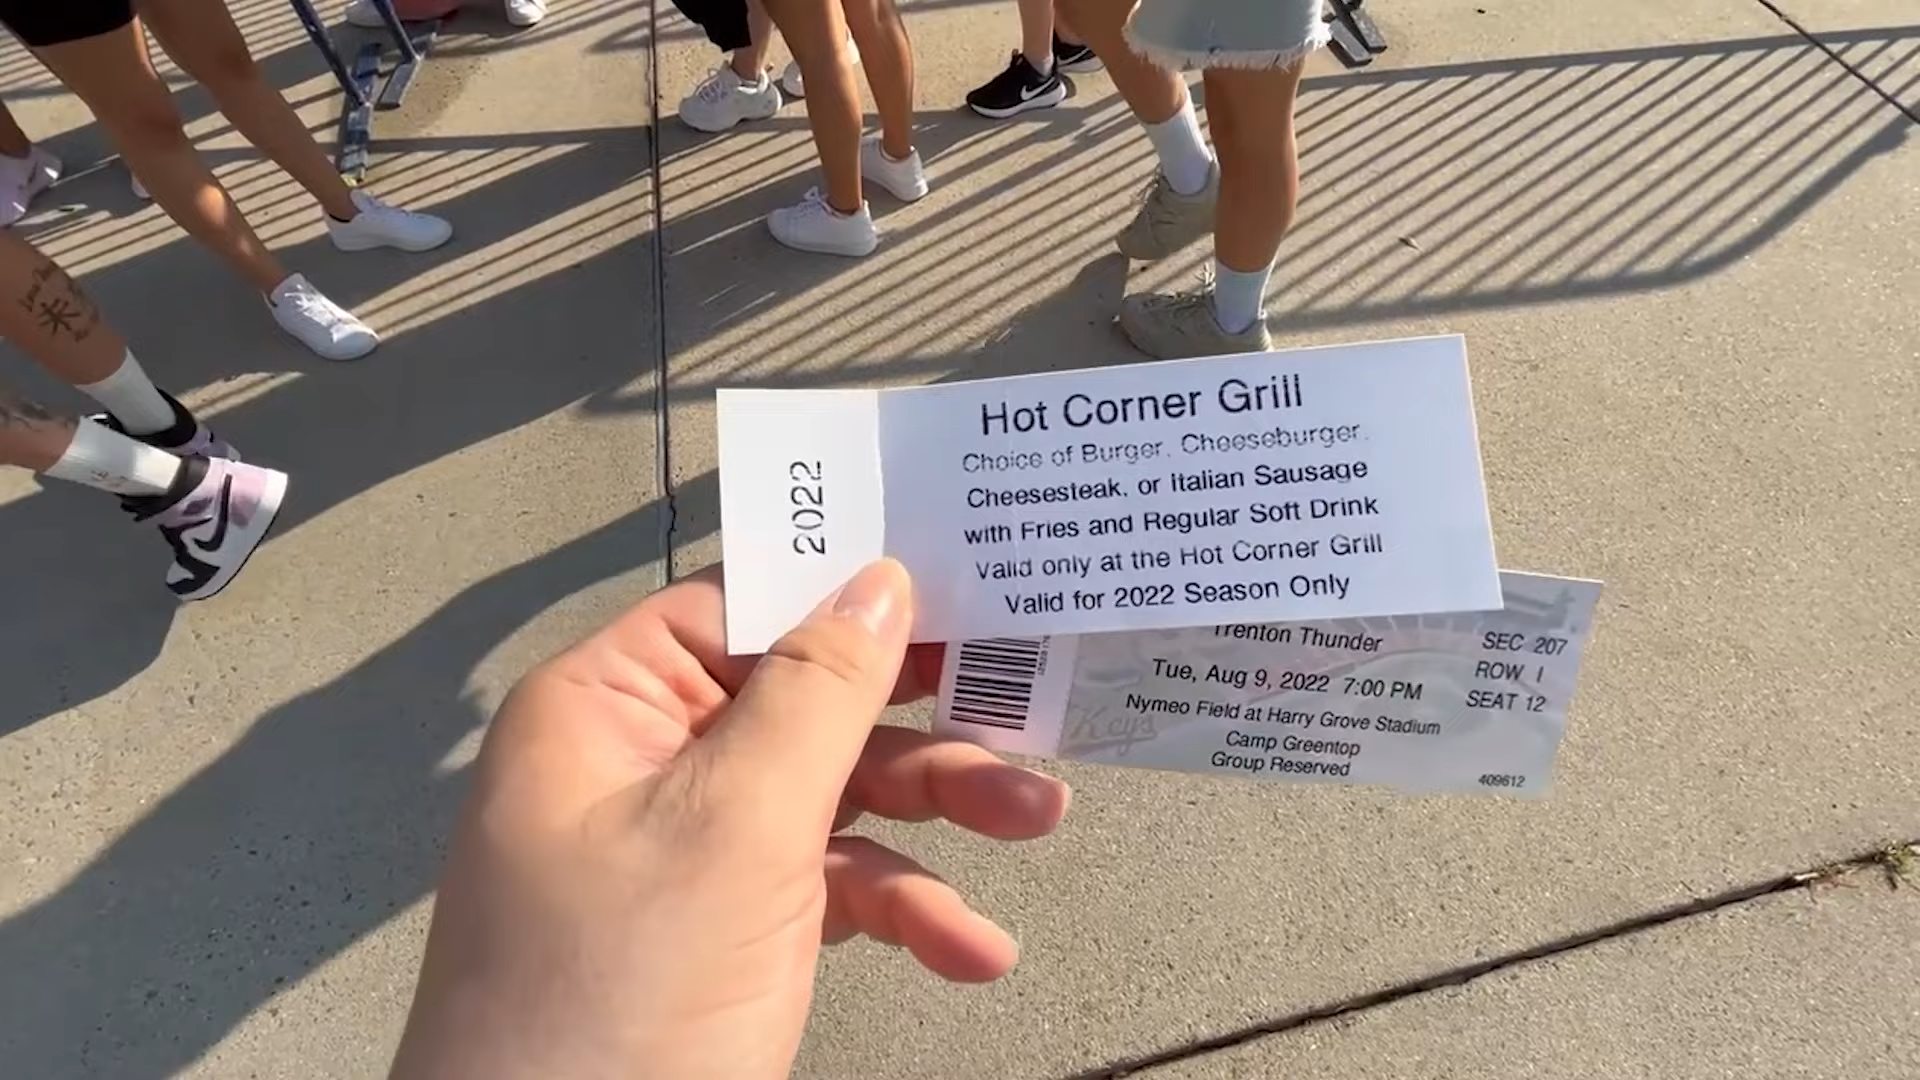 2022
Hot Corner Grill
Choice of Burger, Cheeseburger,
Cheesesteak, or Italian Sausage
with Fries and Regular Soft Drink
Valid only at the Hot Corner Grill
Valid for 2022 Season Only
Trenton Thunder
Tue, Aug 9, 2022 7:00 PM
Nymeo Field at Harry Grove Stadium
Camp Greentop
Group Reserved
SEC 207
ROW I
SEAT 12
409612
Keys